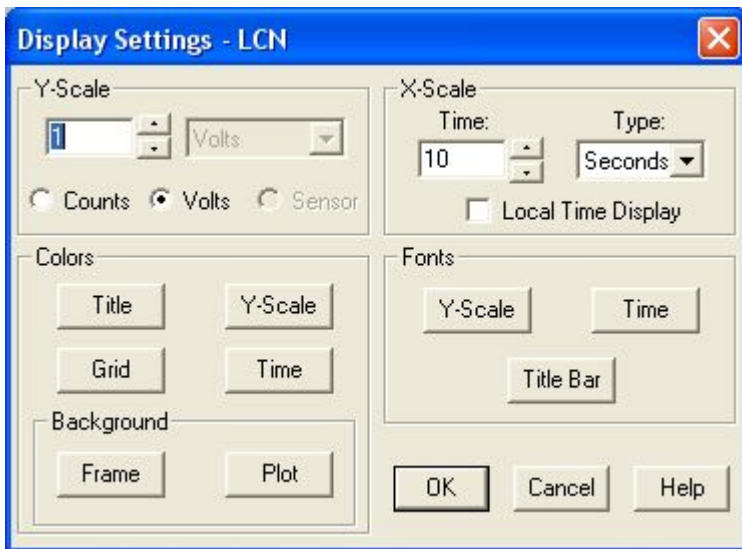 Display Settings - LCN
Y-Scale
1 Volts
Counts Volts Sensor
X-Scale
Time: Type:
10 Seconds
Local Time Display
Colors
Title Y-Scale
Grid Time
Background
Frame Plot
Fonts
Y-Scale Time
Title Bar
OK Cancel Help